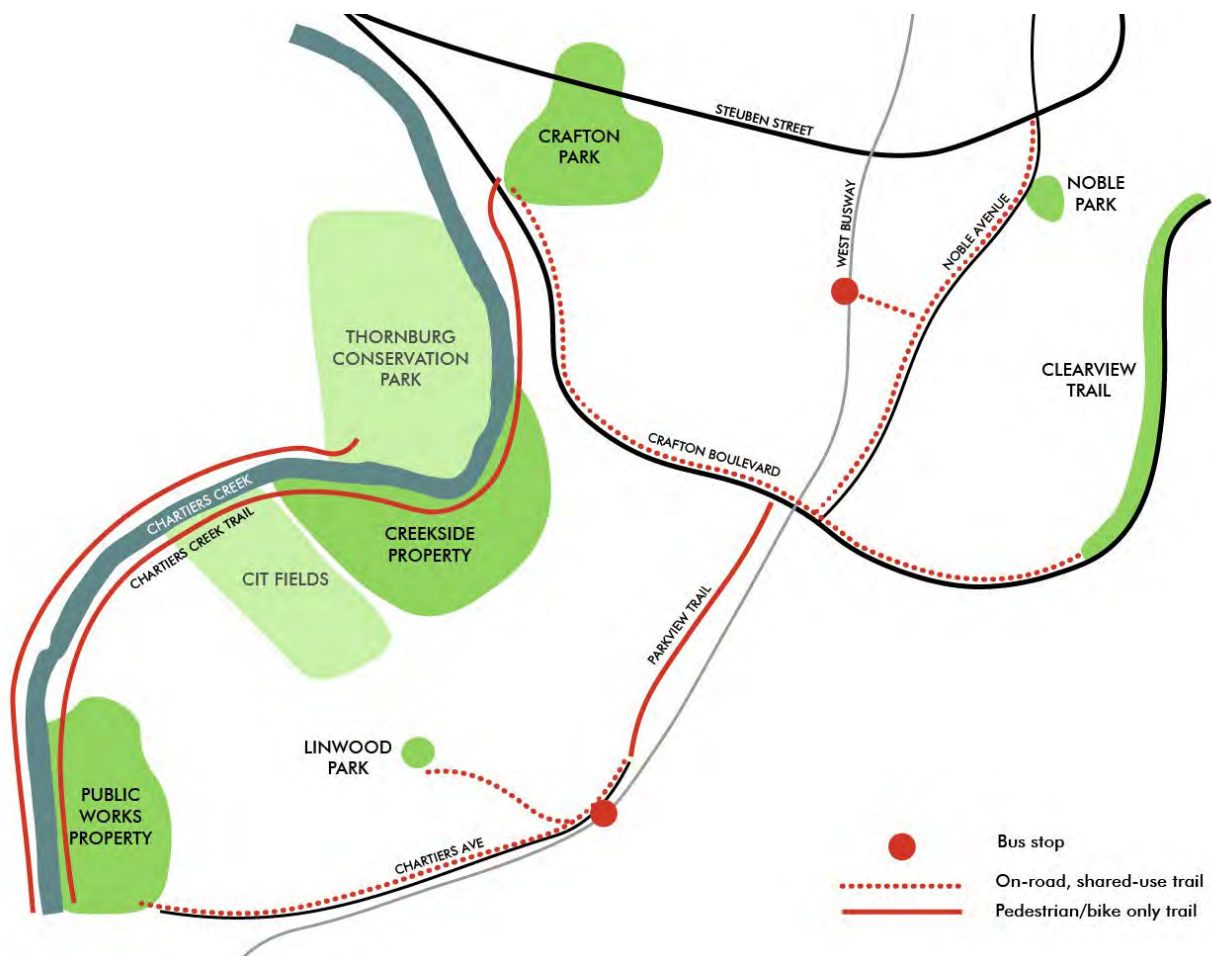 STEUBEN STREET
CRAFTON
PARK
NOBLE
PARK
WEST BUSWAY
NOBLE AVENUE
THORNBURG
CONSERVATION
PARK
CLEARVIEW
TRAIL
CRAFTON BOULEVARD
CHARTIERS CREEK
CHARTIERS CREEK TRAIL
CREEKSIDE
PROPERTY
CIT FIELDS
PARKVIEW TRAIL
LINWOOD
PARK
PUBLIC
WORKS
PROPERTY
CHARTIERS AVE
Bus stop
On-road, shared-use trail
Pedestrian/bike only trail